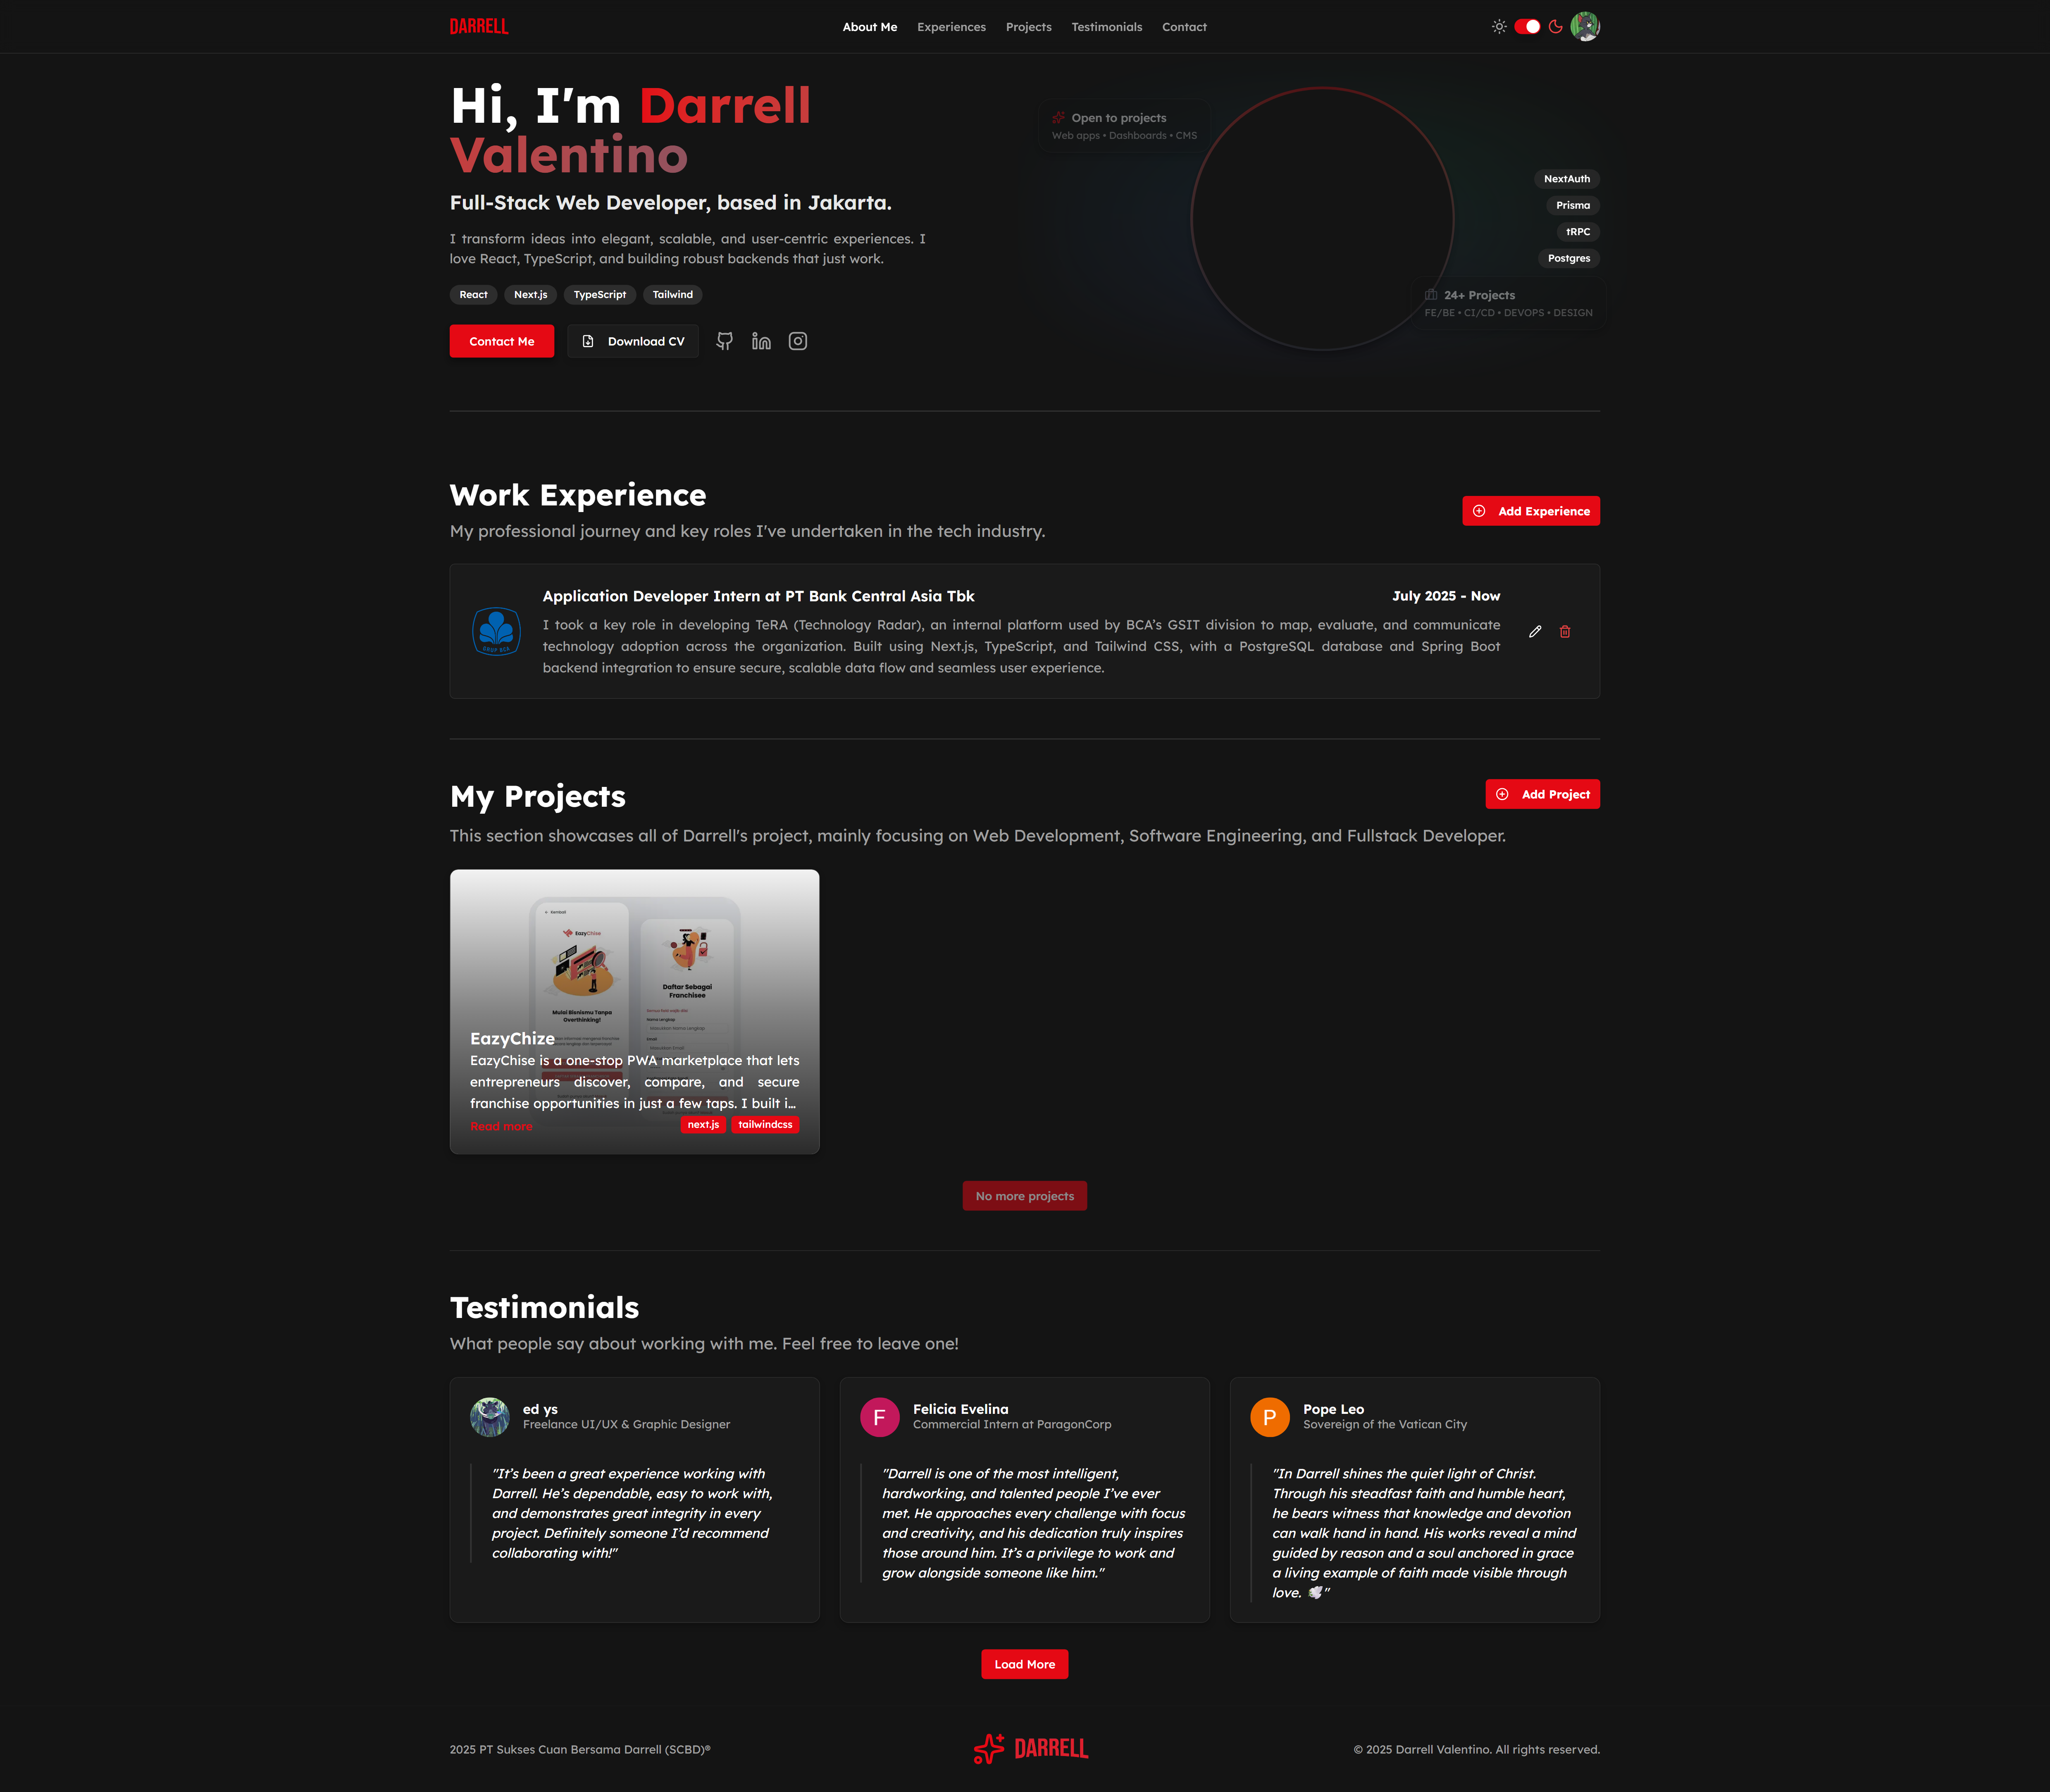 DARRELL
About Me Experiences Projects Testimonials Contact
Hi, I'm Darrell
Valentino
Full-Stack Web Developer, based in Jakarta.
I transform ideas into elegant, scalable, and user-centric experiences. I
love React, TypeScript, and building robust backends that just work.
React Next.js TypeScript Tailwind
Contact Me Download CV
Open to projects
Web apps • Dashboards • CMS
NextAuth
Prisma
tRPC
Postgres
24+ Projects
FE/BE • CI/CD • DEVOPS • DESIGN
Work Experience
My professional journey and key roles I've undertaken in the tech industry.
Add Experience
GRUP BCA
Application Developer Intern at PT Bank Central Asia Tbk
July 2025 - Now
I took a key role in developing TeRA (Technology Radar), an internal platform used by BCA’s GSIT division to map, evaluate, and communicate
technology adoption across the organization. Built using Next.js, TypeScript, and Tailwind CSS, with a PostgreSQL database and Spring Boot
backend integration to ensure secure, scalable data flow and seamless user experience.
My Projects
Add Project
This section showcases all of Darrell's project, mainly focusing on Web Development, Software Engineering, and Fullstack Developer.
Kembali
EazyChise
Mulai Bisnismu Tanpa
Overthinking!
Daftar Sebagai
Franchisee
Nama Lengkap
Masukkan Nama Lengkap
Email
EazyChize
EazyChise is a one-stop PWA marketplace that lets
entrepreneurs discover, compare, and secure
franchise opportunities in just a few taps. I built i…
Read more
next.js tailwindcss
No more projects
Testimonials
What people say about working with me. Feel free to leave one!
ed ys
Freelance UI/UX & Graphic Designer
"It’s been a great experience working with
Darrell. He’s dependable, easy to work with,
and demonstrates great integrity in every
project. Definitely someone I’d recommend
collaborating with!"
F
Felicia Evelina
Commercial Intern at ParagonCorp
"Darrell is one of the most intelligent,
hardworking, and talented people I’ve ever
met. He approaches every challenge with focus
and creativity, and his dedication truly inspires
those around him. It’s a privilege to work and
grow alongside someone like him."
P
Pope Leo
Sovereign of the Vatican City
"In Darrell shines the quiet light of Christ.
Through his steadfast faith and humble heart,
he bears witness that knowledge and devotion
can walk hand in hand. His works reveal a mind
guided by reason and a soul anchored in grace
a living example of faith made visible through
love. 🕊️"
Load More
2025 PT Sukses Cuan Bersama Darrell (SCBD)®
DARRELL
© 2025 Darrell Valentino. All rights reserved.